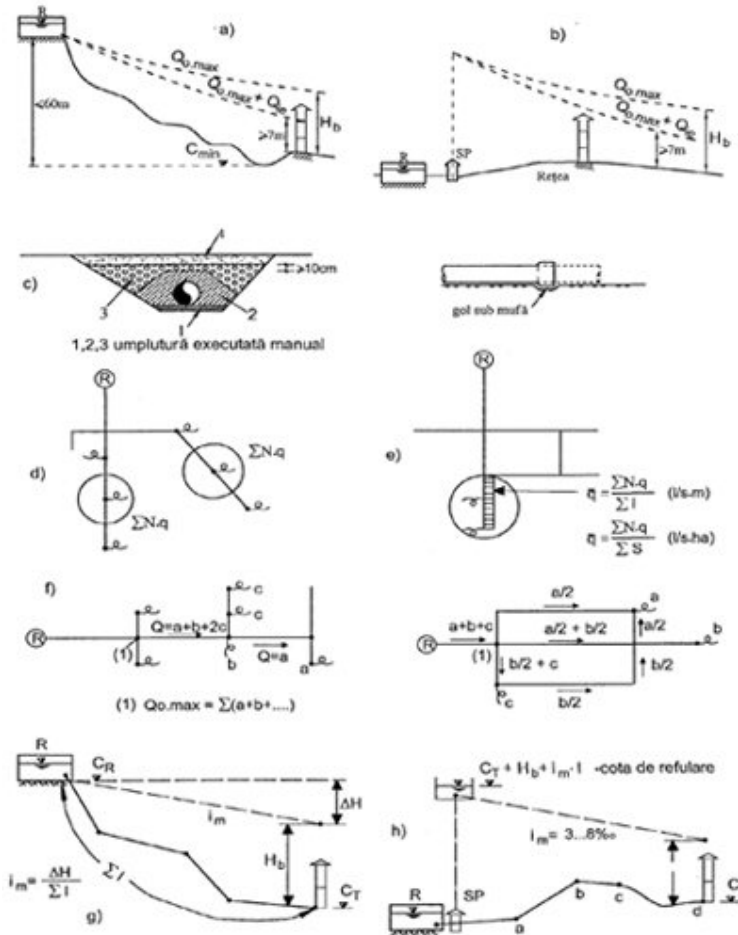 R
a)
Qo.max
Qo.max + Qie
⩽60m
⩾7m
Hb
Cmin
b)
Qo.max
Qo.max + Qie
⩾7m
Hb
R
SP
Rețea
c)
4
⩾10cm
3
1
2
1,2,3 umplutură executată manual
gol sub mufă
R
d)
ΣN.q
ΣN.q
R
e)
q̄ = ΣN.q / Σl (l/s.m)
q̄ = ΣN.q / ΣS (l/s.ha)
f)
R
(1)
Q=a+b+2c
c
c
b
Q=a
a
(1) Qo.max = Σ(a+b+....)
R
a+b+c
(1)
a/2
a
a/2 + b/2
a/2
b
b/2 + c
b/2
c
b/2
R
CR
ΔH
im
Hb
Σl
im = ΔH / Σl
CT
g)
CT + Hb + im·l -cota de refulare
h)
im = 3...8‰
R
SP
a
b
c
d
C